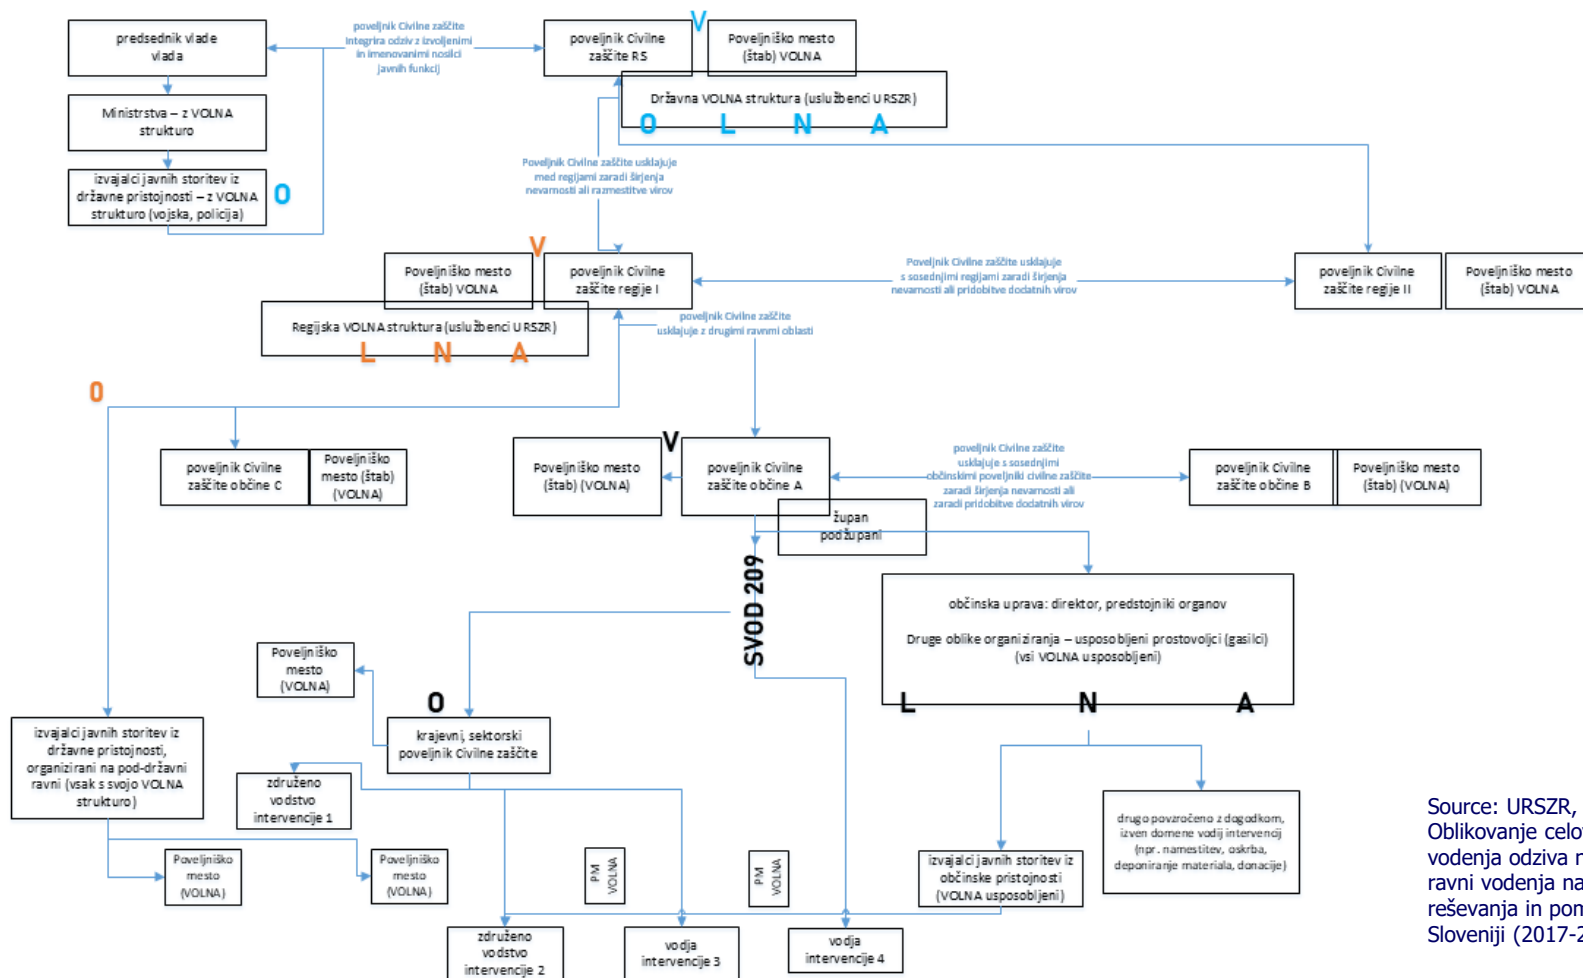 predsednik vlade
vlada
poveljnik Civilne zaščite
integrira odziv z izvoljenimi
in imenovanimi nosilci
javnih funkcij
poveljnik Civilne
zaščite RS
V
Poveljniško mesto
(štab) VOLNA
Državna VOLNA struktura (uslužbenci URSZR)
O L N A
Ministrstva – z VOLNA
strukturo
izvajalci javnih storitev iz
državne pristojnosti – z VOLNA
strukturo (vojska, policija)
O
Poveljnik Civilne zaščite usklajuje
med regijami zaradi širjenja
nevarnosti ali razmestitve virov
Poveljniško mesto
(štab) VOLNA
V
poveljnik Civilne
zaščite regije I
Regijska VOLNA struktura (uslužbenci URSZR)
L N A
Poveljnik Civilne zaščite usklajuje
s sosednjimi regijami zaradi širjenja
nevarnosti ali pridobitve dodatnih virov
poveljnik Civilne
zaščite regije II
Poveljniško mesto
(štab) VOLNA
poveljnik Civilne zaščite
usklajuje z drugimi ravnmi oblasti
O
poveljnik Civilne
zaščite občine C
Poveljniško
mesto (štab)
(VOLNA)
Poveljniško mesto
(štab) (VOLNA)
V
poveljnik Civilne
zaščite občine A
župan
podžupani
poveljnik Civilne zaščite
usklajuje s sosednjimi
občinskimi poveljniki civilne zaščite
zaradi širjenja nevarnosti ali
zaradi pridobitve dodatnih virov
poveljnik Civilne
zaščite občine B
Poveljniško mesto
(štab) (VOLNA)
SVOD 209
občinska uprava: direktor, predstojniki organov
Druge oblike organiziranja – usposobljeni prostovoljci (gasilci)
(vsi VOLNA usposobljeni)
L N A
Poveljniško
mesto
(VOLNA)
O
krajevni, sektorski
poveljnik Civilne zaščite
izvajalci javnih storitev iz
državne pristojnosti,
organizirani na pod-državni
ravni (vsak s svojo VOLNA
strukturo)
združeno
vodstvo
intervencije 1
Poveljniško
mesto
(VOLNA)
Poveljniško
mesto
(VOLNA)
PM
VOLNA
PM
VOLNA
izvajalci javnih storitev iz
občinske pristojnosti
(VOLNA usposobljeni)
drugo povzročeno z dogodkom,
izven domene vodij intervencij
(npr. namestitev, oskrba,
deponiranje materiala, donacije)
združeno
vodstvo
intervencije 2
vodja
intervencije 3
vodja
intervencije 4
Source: URSZR,
Oblikovanje celov
vodenja odziva n
ravni vodenja na
reševanja in pom
Sloveniji (2017-2